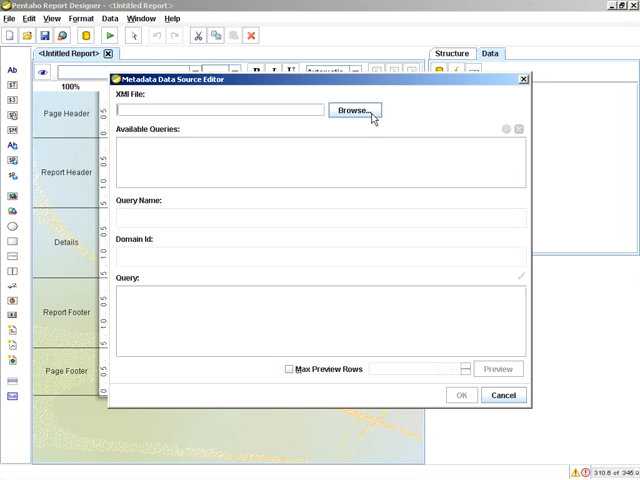 Pentaho Report Designer - <Untitled Report>
File Edit View Format Data Window Help
<Untitled Report>
Structure Data
100%
Metadata Data Source Editor
XMI File:
Browse...
Available Queries:
Query Name:
Domain Id:
Query:
Max Preview Rows
Preview
OK Cancel
Page Header
Report Header
Details
Report Footer
Page Footer